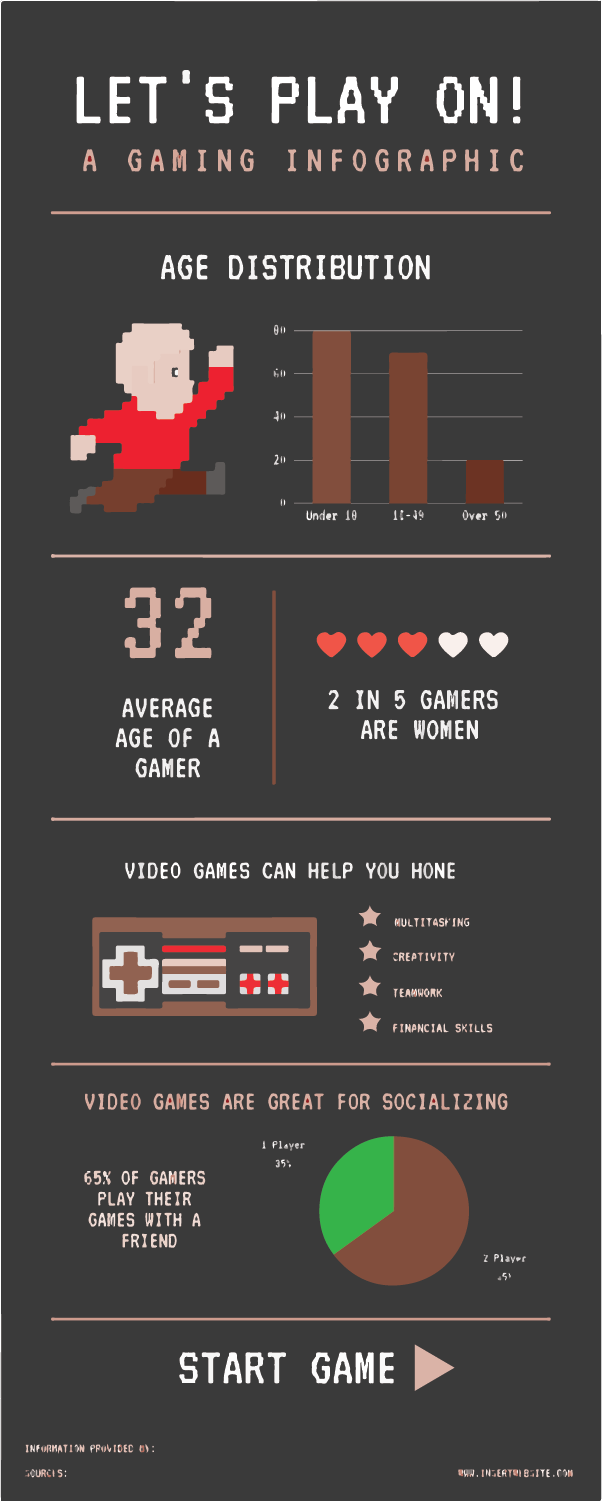 LET'S PLAY ON!
A GAMING INFOGRAPHIC
AGE DISTRIBUTION
80
60
40
20
0
Under 18
Over 50
32
AVERAGE
AGE OF A
GAMER
2 IN 5 GAMERS
ARE WOMEN
VIDEO GAMES CAN HELP YOU HONE
MULTITASKING
CREATIVITY
TEAMWORK
FINANCIAL SKILLS
VIDEO GAMES ARE GREAT FOR SOCIALIZING
65% OF GAMERS
PLAY THEIR
GAMES WITH A
FRIEND
1 Player
35%
2 Player
START GAME
INFORMATION PROVIDED BY:
SOURCES:
WWW.INSERTWEBSITE.COM